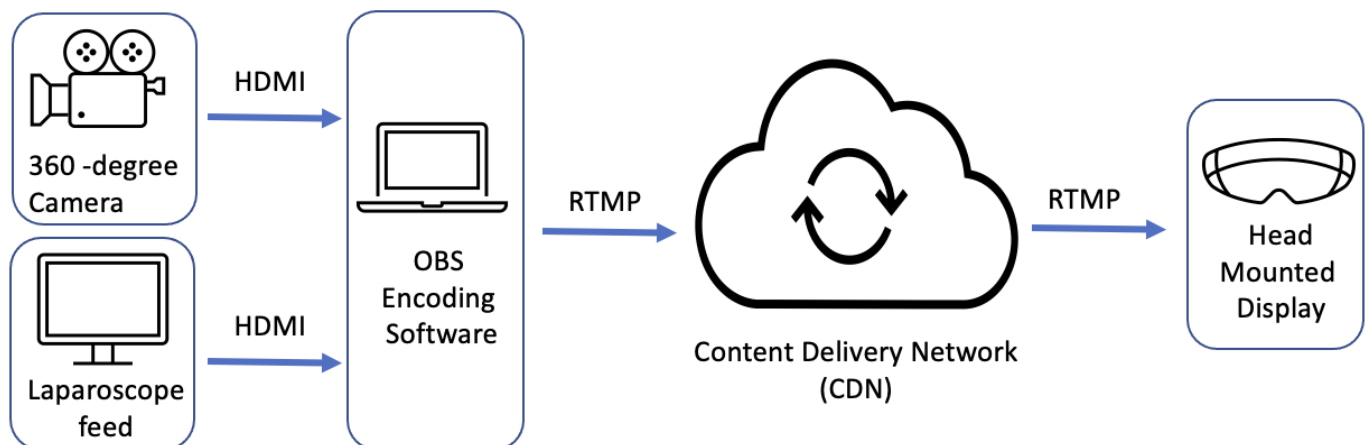 HDMI
360 -degree
Camera
HDMI
Laparoscope
feed
OBS
Encoding
Software
RTMP
Content Delivery Network
(CDN)
RTMP
Head
Mounted
Display